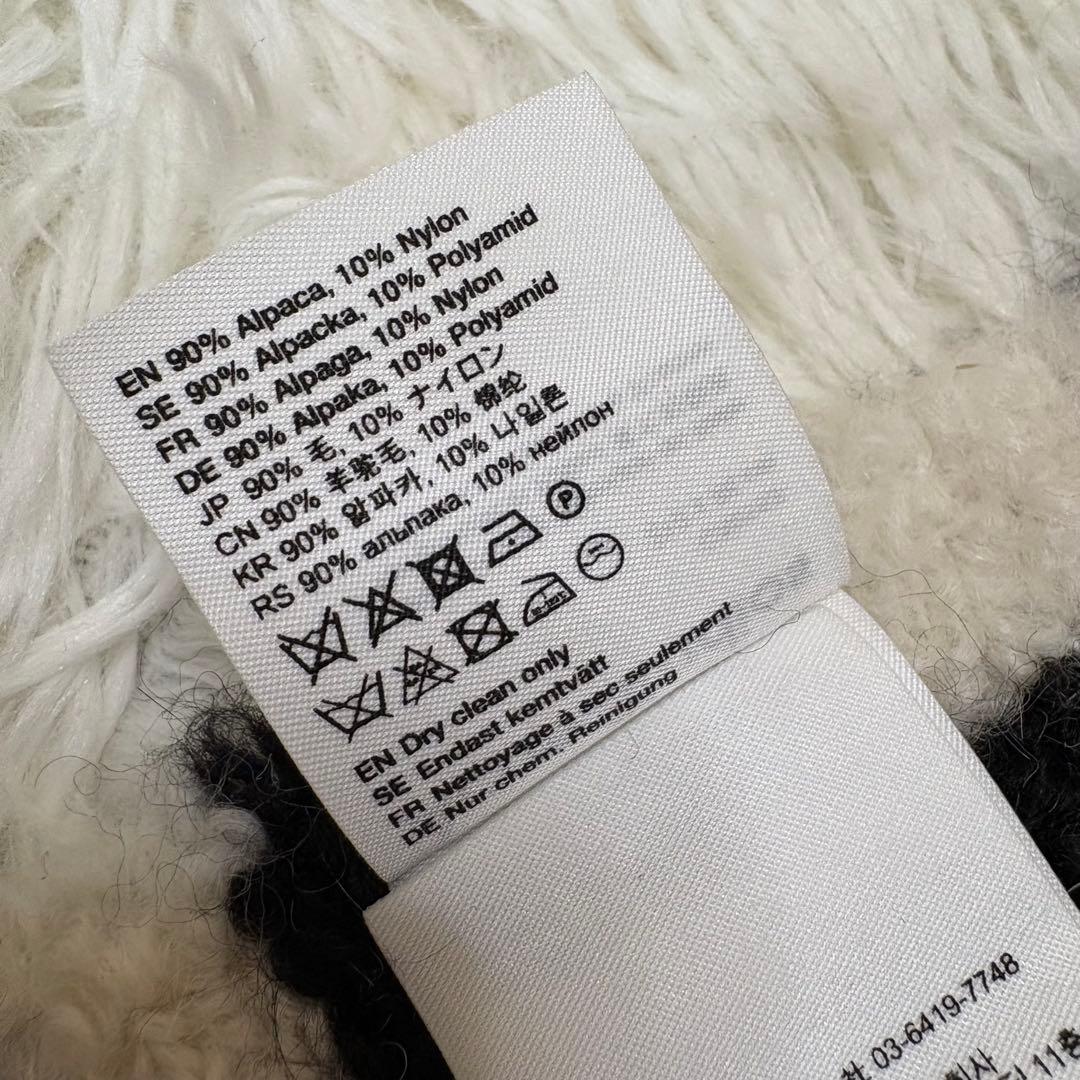 EN 90% Alpaca, 10% Nylon
SE 90% Alpacka, 10% Polyamid
FR 90% Alpaga, 10% Nylon
DE 90% Alpaka, 10% Polyamid
JP 90% 毛, 10% ナイロン
CN 90% 羊驼毛, 10% 锦纶
KR 90% 알파카, 10% 나일론
RS 90% альпака, 10% нейлон
P
EN Dry clean only
SE Endast kemtvätt
FR Nettoyage à sec seulement
DE Nur chem. Reinigung
03-6419-7748
11층